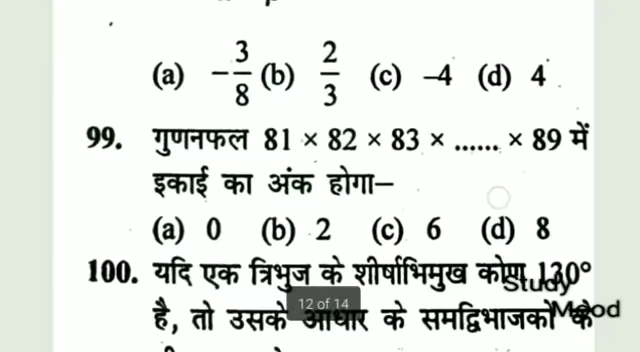 (a) -3/8 (b) 2/3 (c) –4 (d) 4
99. गुणनफल 81 × 82 × 83 × ...... × 89 में
इकाई का अंक होगा–
(a) 0 (b) 2 (c) 6 (d) 8
100. यदि एक त्रिभुज के शीर्षाभिमुख कोण 130°
Study
12 of 14
है, तो उसके आधार के समद्विभाजकों के
Mood